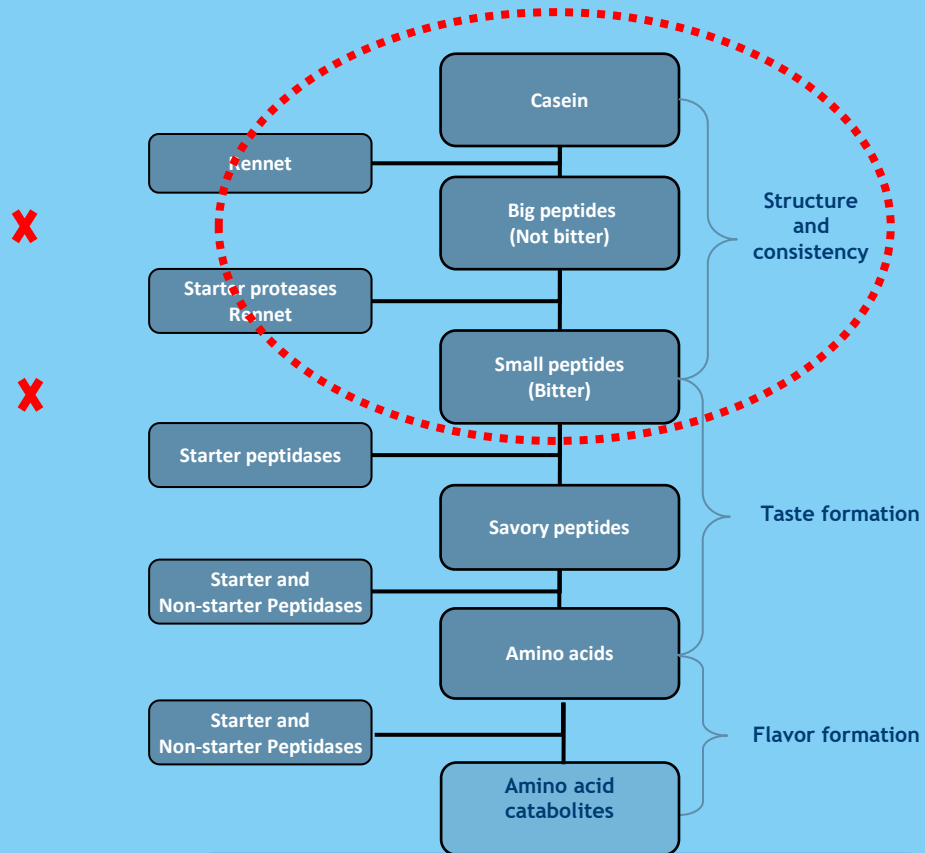 Casein
Rennet
Big peptides
(Not bitter)
Structure
and
consistency
X
Starter proteases
Rennet
Small peptides
(Bitter)
X
Starter peptidases
Savory peptides
Taste formation
Starter and
Non-starter Peptidases
Amino acids
Starter and
Non-starter Peptidases
Flavor formation
Amino acid
catabolites